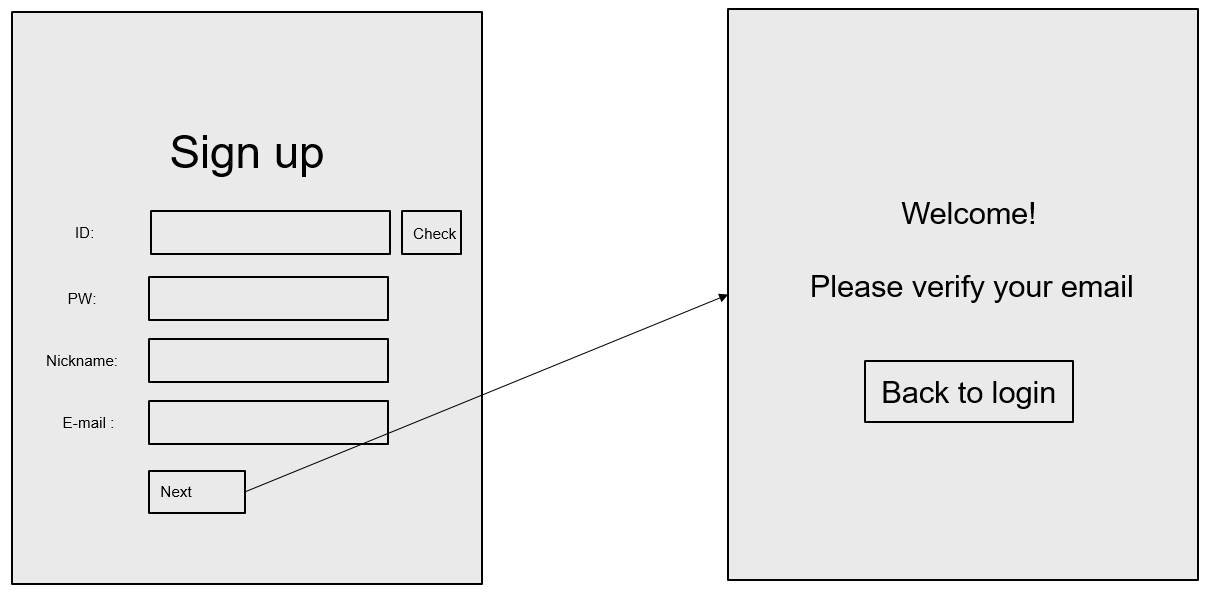 Sign up
ID:
Check
PW:
Nickname:
E-mail :
Next
Welcome!
Please verify your email
Back to login